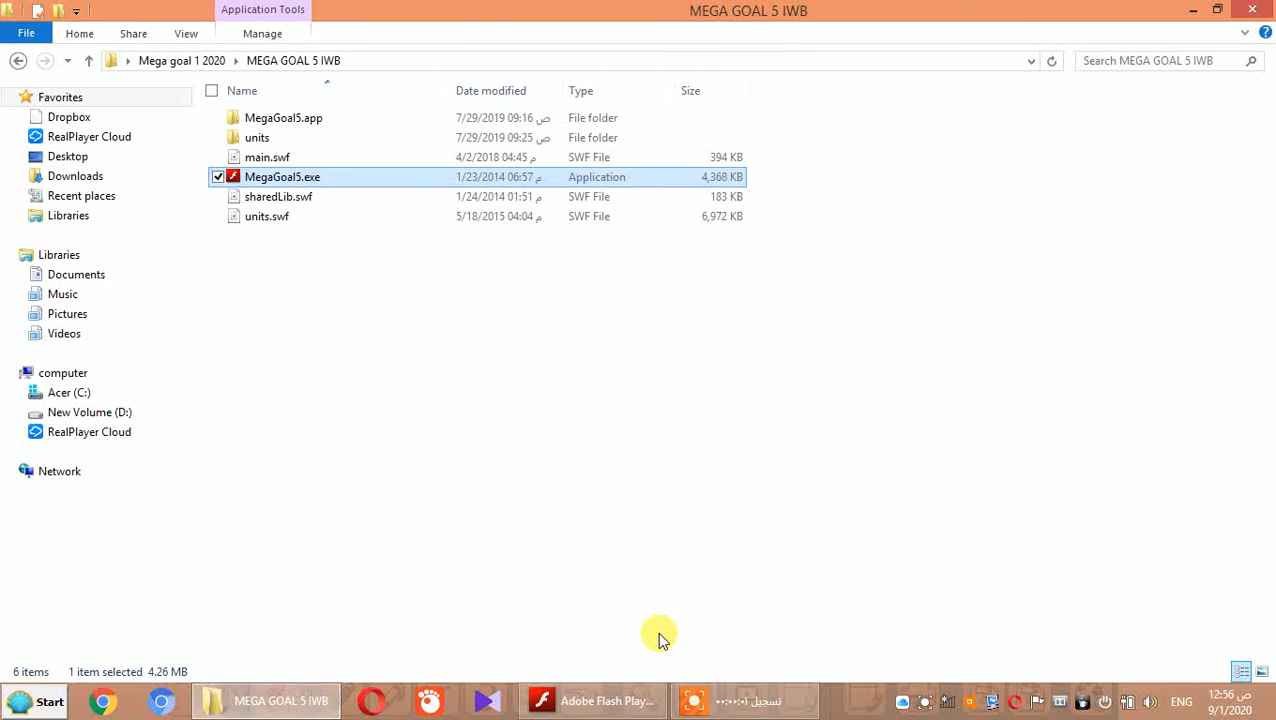 Application Tools
MEGA GOAL 5 IWB
File Home Share View Manage
Mega goal 1 2020 MEGA GOAL 5 IWB
Search MEGA GOAL 5 IWB
Name Date modified Type Size
MegaGoal5.app 7/29/2019 09:16 ص File folder
units 7/29/2019 09:25 ص File folder
main.swf 4/2/2018 04:45 م SWF File 394 KB
MegaGoal5.exe 1/23/2014 06:57 م Application 4,368 KB
sharedLib.swf 1/24/2014 01:51 م SWF File 183 KB
units.swf 5/18/2015 04:04 م SWF File 6,972 KB
Favorites
Dropbox
RealPlayer Cloud
Desktop
Downloads
Recent places
Libraries
Libraries
Documents
Music
Pictures
Videos
computer
Acer (C:)
New Volume (D:)
RealPlayer Cloud
Network
6 items 1 item selected 4.26 MB
Start
MEGA GOAL 5 IWB
Adobe Flash Play...
تسجيل ٠٠:٠٠:٠١
ENG
12:56 ص
9/1/2020